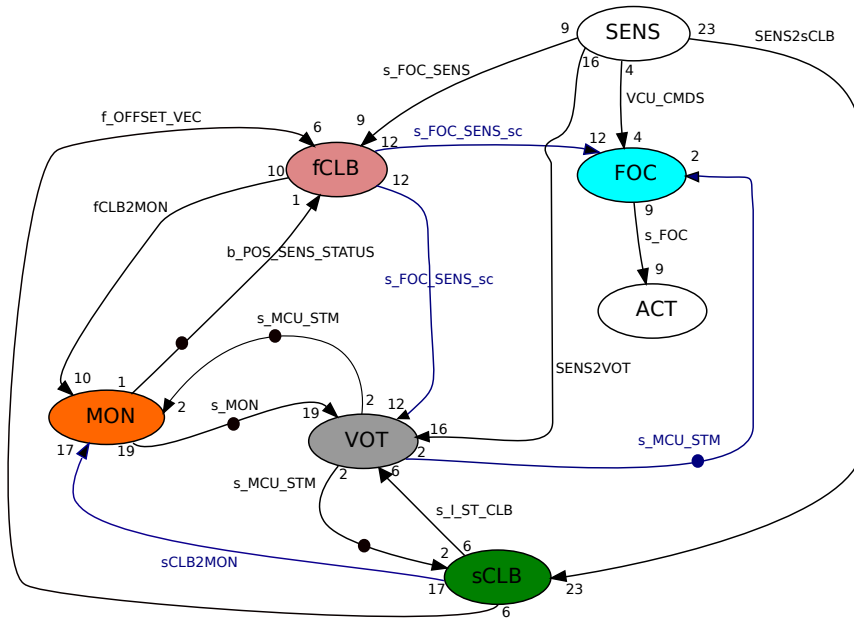 9 SENS 23
SENS2sCLB
16 4
s_FOC_SENS
VCU_CMDS
f_OFFSET_VEC
6 9
12 s_FOC_SENS_sc 12 4
fCLB
FOC 2
10 12
1
9
fCLB2MON
s_FOC
b_POS_SENS_STATUS
9
s_FOC_SENS_sc
ACT
s_MCU_STM
SENS2VOT
10 1
2 s_MON 19 2 12
MON
VOT 16
17 19
s_MCU_STM
2 6 2
s_MCU_STM
s_I_ST_CLB
2 6
sCLB2MON
sCLB
17 23
6